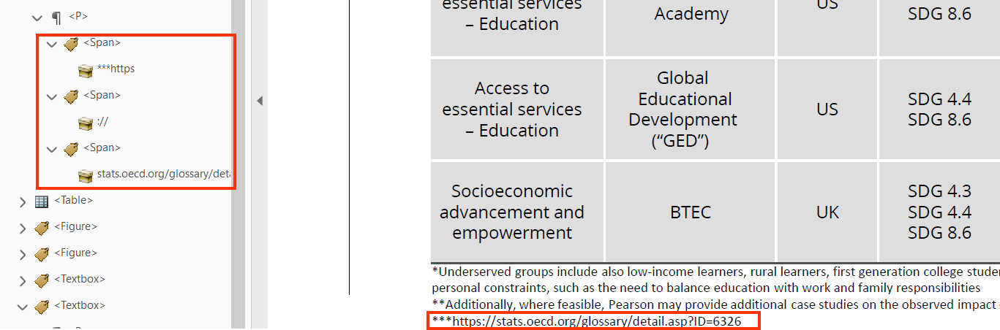 <P>
<Span>
***https
<Span>
://
<Span>
stats.oecd.org/glossary/deta
<Table>
<Figure>
<Figure>
<Textbox>
<Textbox>
essential services
– Education
Academy
US
SDG 8.6
Access to
essential services
– Education
Global
Educational
Development
(“GED”)
US
SDG 4.4
SDG 8.6
Socioeconomic
advancement and
empowerment
BTEC
UK
SDG 4.3
SDG 4.4
SDG 8.6
*Underserved groups include also low-income learners, rural learners, first generation college stude
personal constraints, such as the need to balance education with work and family responsibilities
**Additionally, where feasible, Pearson may provide additional case studies on the observed impact
***https://stats.oecd.org/glossary/detail.asp?ID=6326